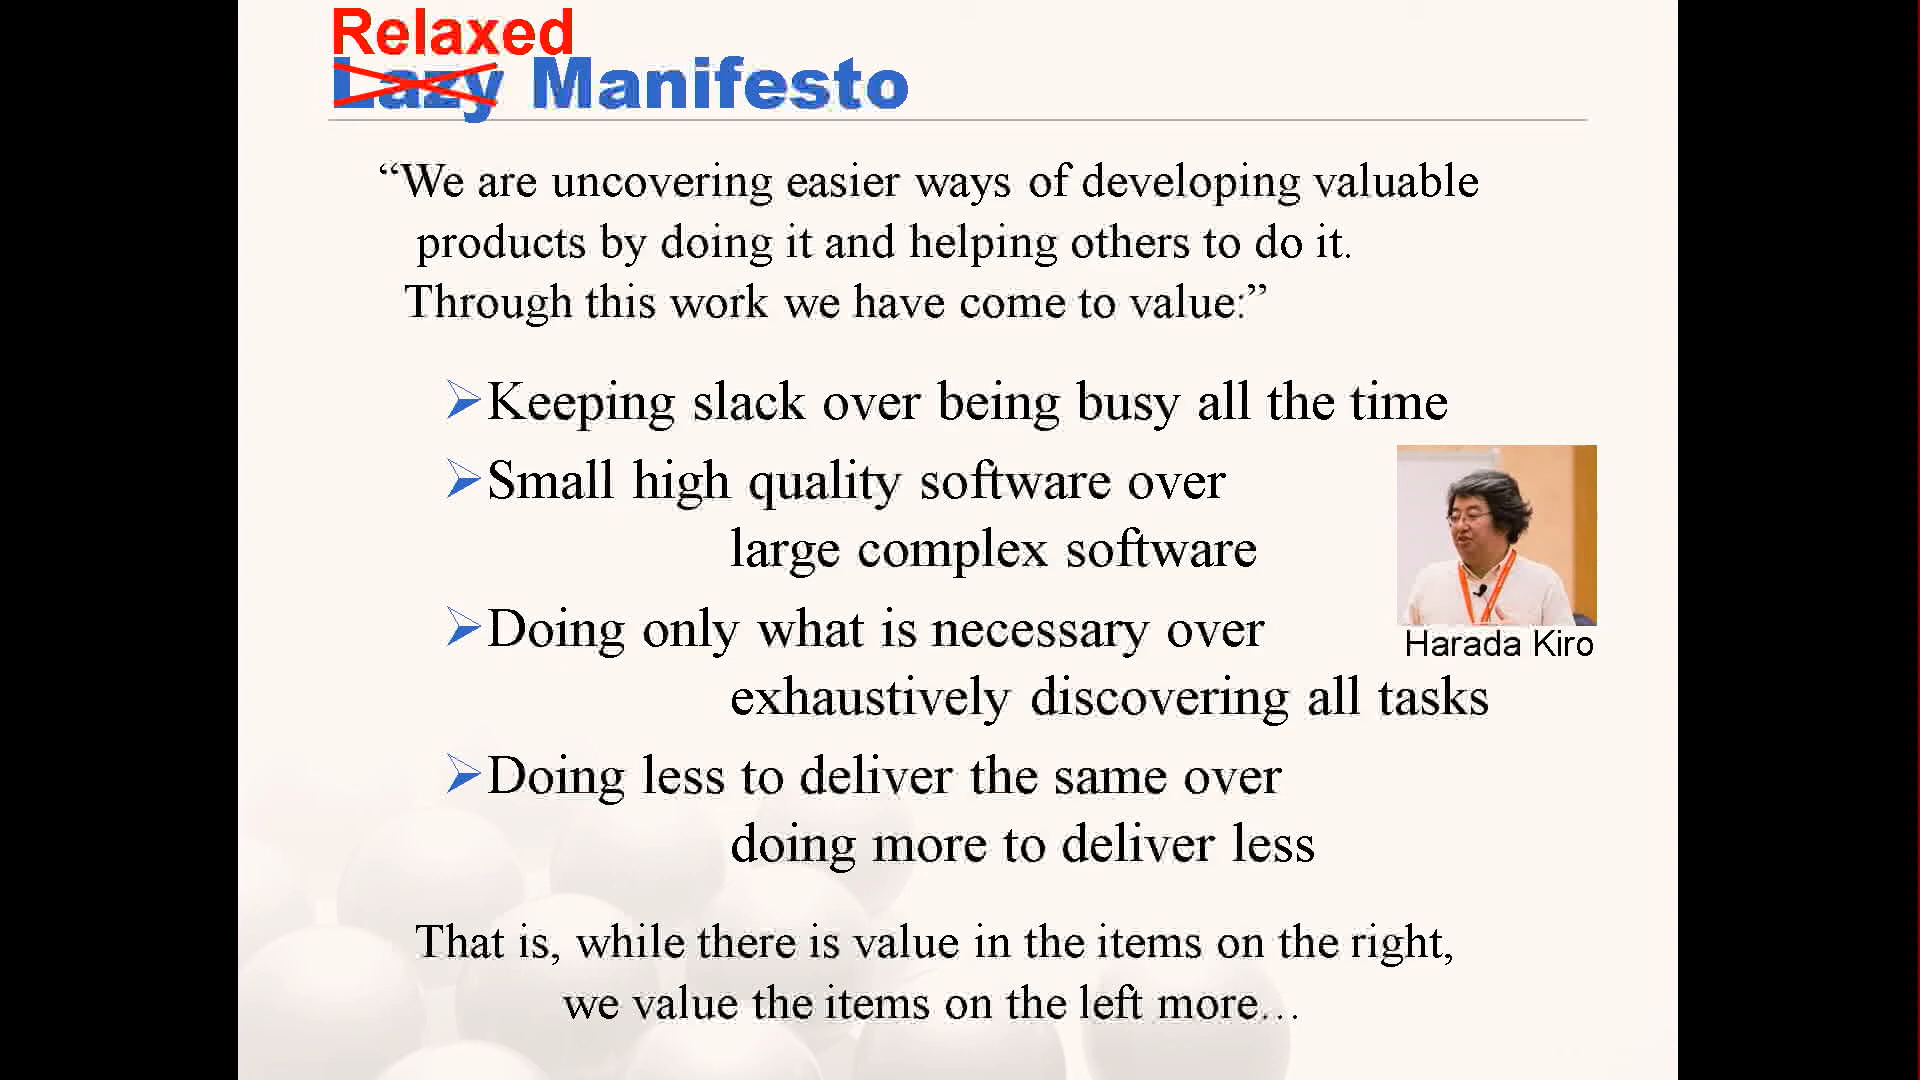 Relaxed
Lazy Manifesto
“We are uncovering easier ways of developing valuable
products by doing it and helping others to do it.
Through this work we have come to value:”
Keeping slack over being busy all the time
Small high quality software over
large complex software
Doing only what is necessary over
exhaustively discovering all tasks
Doing less to deliver the same over
doing more to deliver less
Harada Kiro
That is, while there is value in the items on the right,
we value the items on the left more…